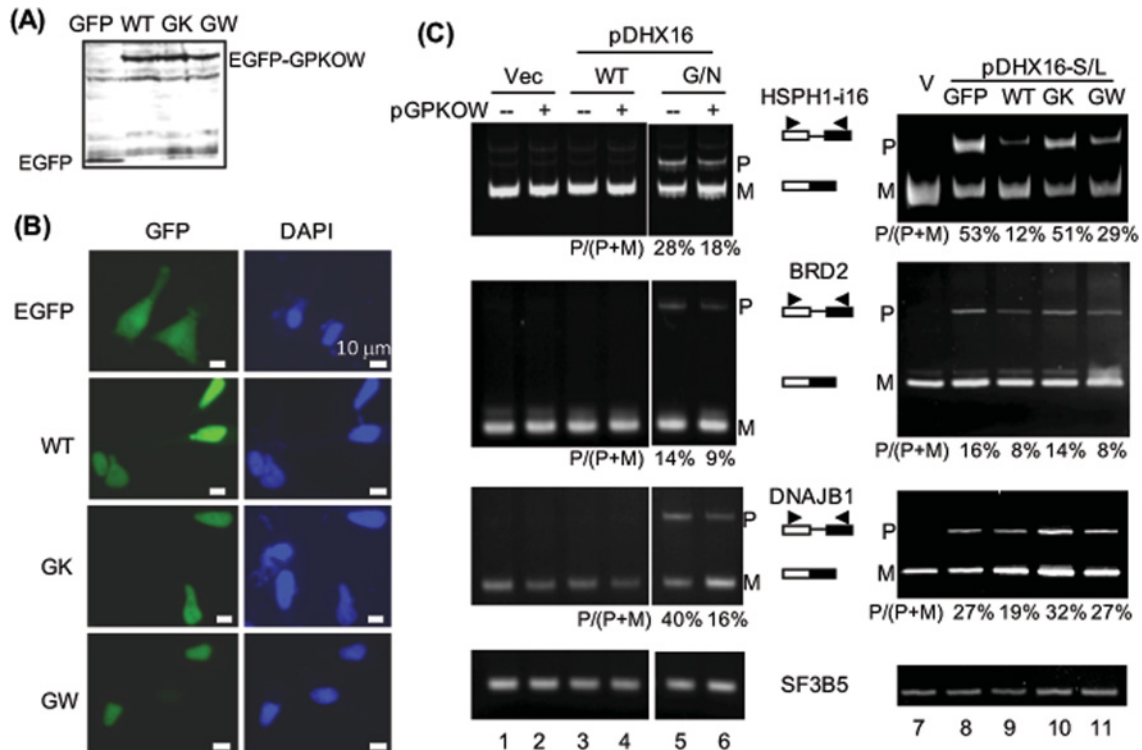 (A)
GFP WT GK GW
EGFP-GPKOW
EGFP
(B)
GFP DAPI
EGFP
10 μm
WT
GK
GW
(C)
pDHX16
Vec WT G/N
pGPKOW -- + -- + -- +
P
M
P/(P+M) 28% 18%
P
M
P/(P+M) 14% 9%
P
M
P/(P+M) 40% 16%
1 2 3 4 5 6
HSPH1-i16
BRD2
DNAJB1
SF3B5
pDHX16-S/L
V GFP WT GK GW
P
M
P/(P+M) 53% 12% 51% 29%
P
M
P/(P+M) 16% 8% 14% 8%
P
M
P/(P+M) 27% 19% 32% 27%
7 8 9 10 11